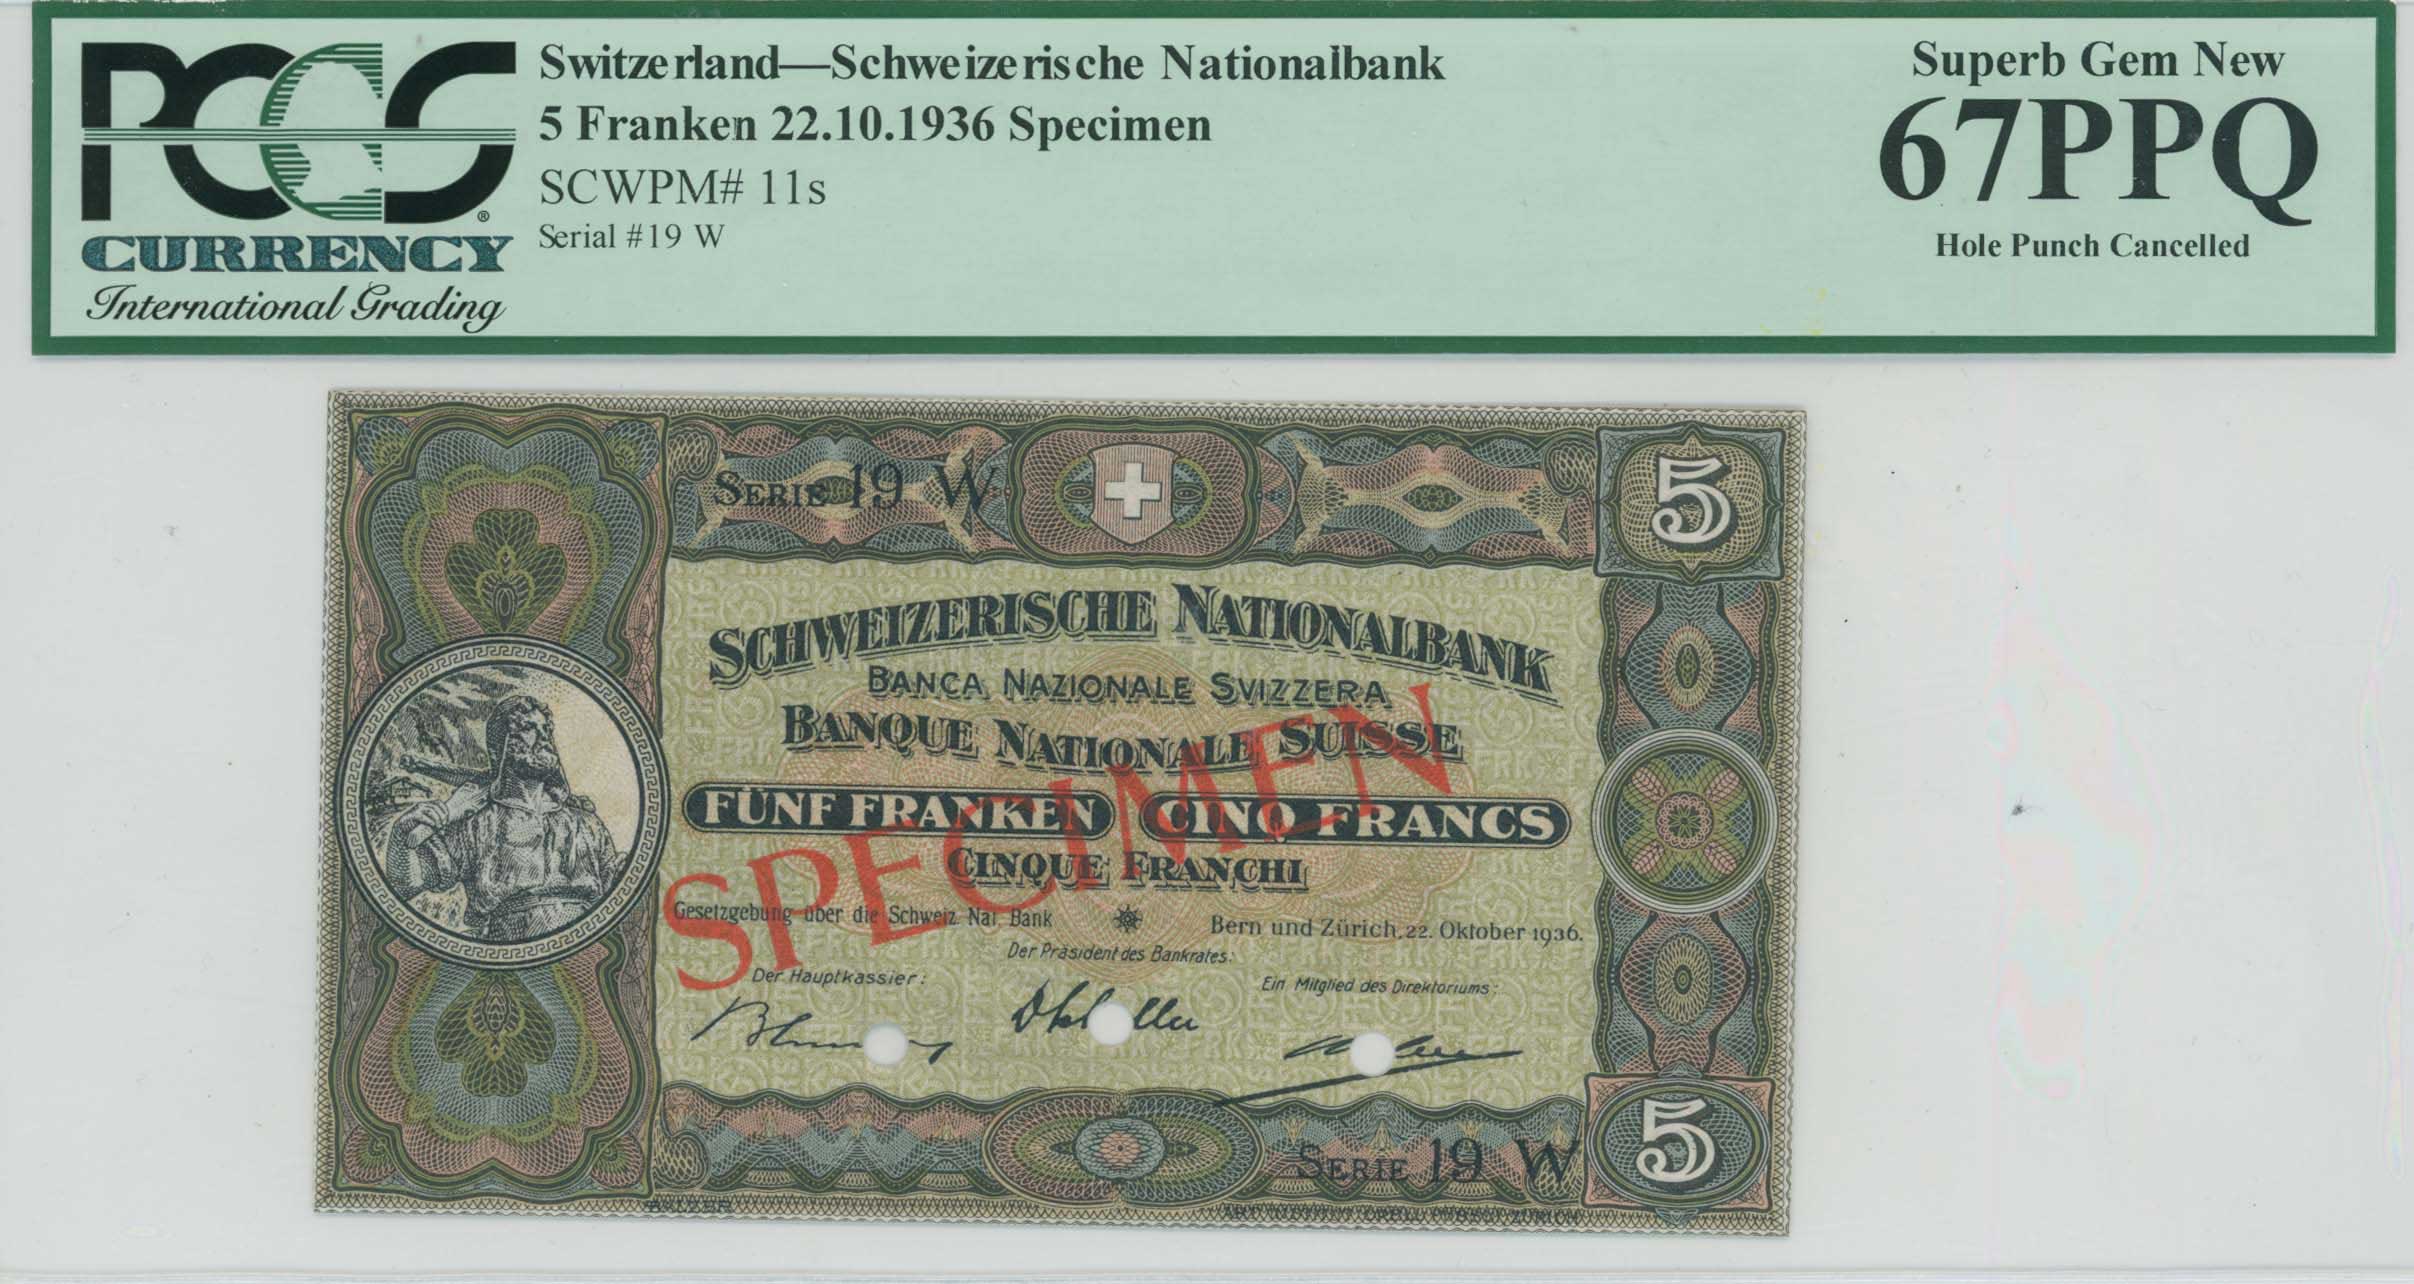 PCGS
CURRENCY
International Grading
Switzerland—Schweizerische Nationalbank
5 Franken 22.10.1936 Specimen
SCWPM# 11s
Serial #19 W
Superb Gem New
67PPQ
Hole Punch Cancelled
SERIE 19 W
5
SCHWEIZERISCHE NATIONALBANK
BANCA NAZIONALE SVIZZERA
BANQUE NATIONALE SUISSE
FÜNF FRANKEN CINQ FRANCS
CINQUE FRANCHI
SPECIMEN
Gesetzgebung über die Schweiz. Nat. Bank
Bern und Zürich, 22. Oktober 1936.
Der Präsident des Bankrates:
Der Hauptkassier:
Ein Mitglied des Direktoriums:
SERIE 19 W
5
BALZER